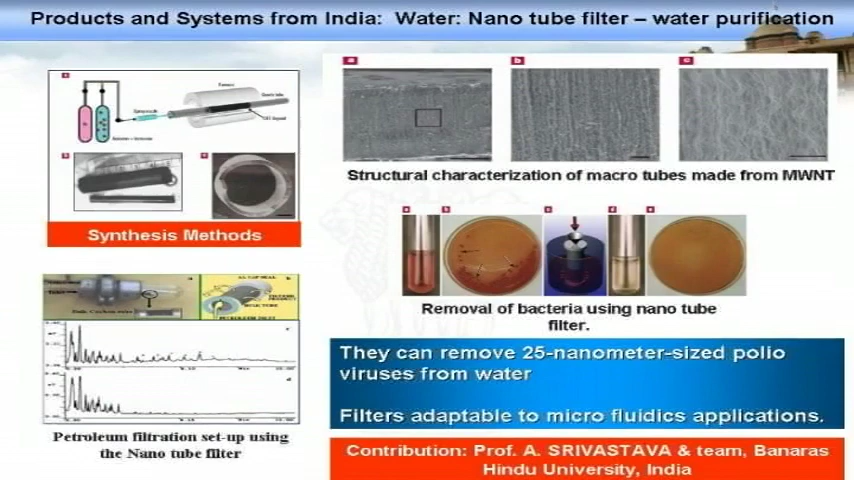 Products and Systems from India: Water: Nano tube filter – water purification
a
b
c
Furnace
Structural characterization of macro tubes made from MWNT
Synthesis Methods
Removal of bacteria using nano tube
filter.
They can remove 25-nanometer-sized polio
viruses from water
Filters adaptable to micro fluidics applications.
Petroleum filtration set-up using
the Nano tube filter
Contribution: Prof. A. SRIVASTAVA & team, Banaras
Hindu University, India